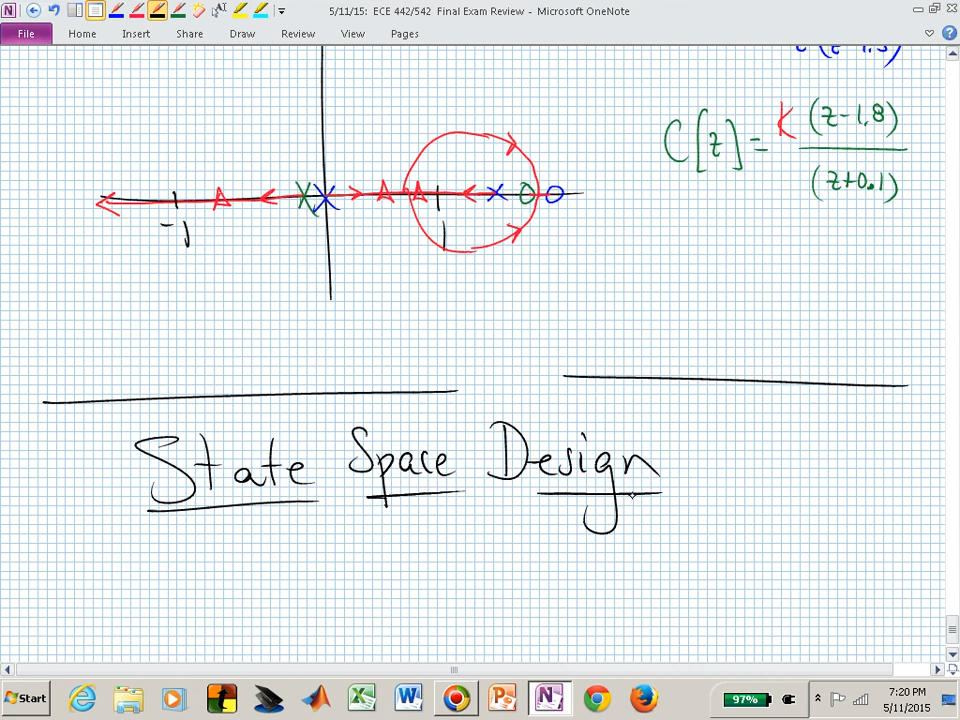 5/11/15: ECE 442/542 Final Exam Review - Microsoft OneNote
File Home Insert Share Draw Review View Pages
C[z] = K (z-1.8)
(z+0.1)
-1
1
State Space Design
97%
7:20 PM
5/11/2015
Start